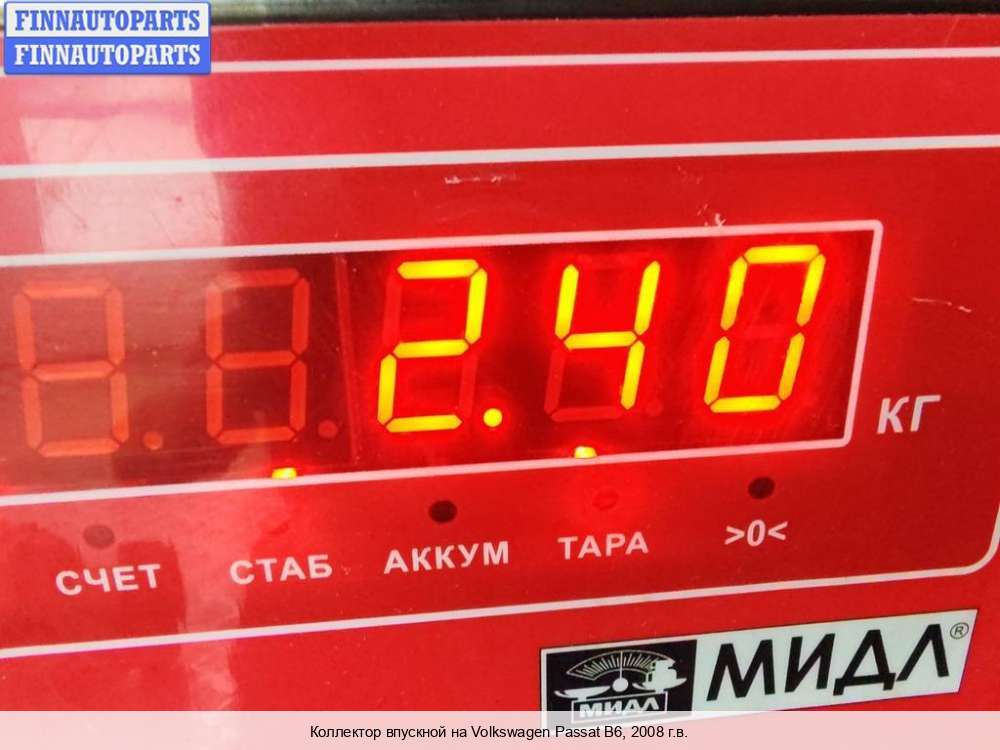 FINNAUTOPARTS
FINNAUTOPARTS
2.40
КГ
СЧЕТ СТАБ АККУМ ТАРА >0<
МИДЛ®
МИДЛ
Коллектор впускной на Volkswagen Passat B6, 2008 г.в.